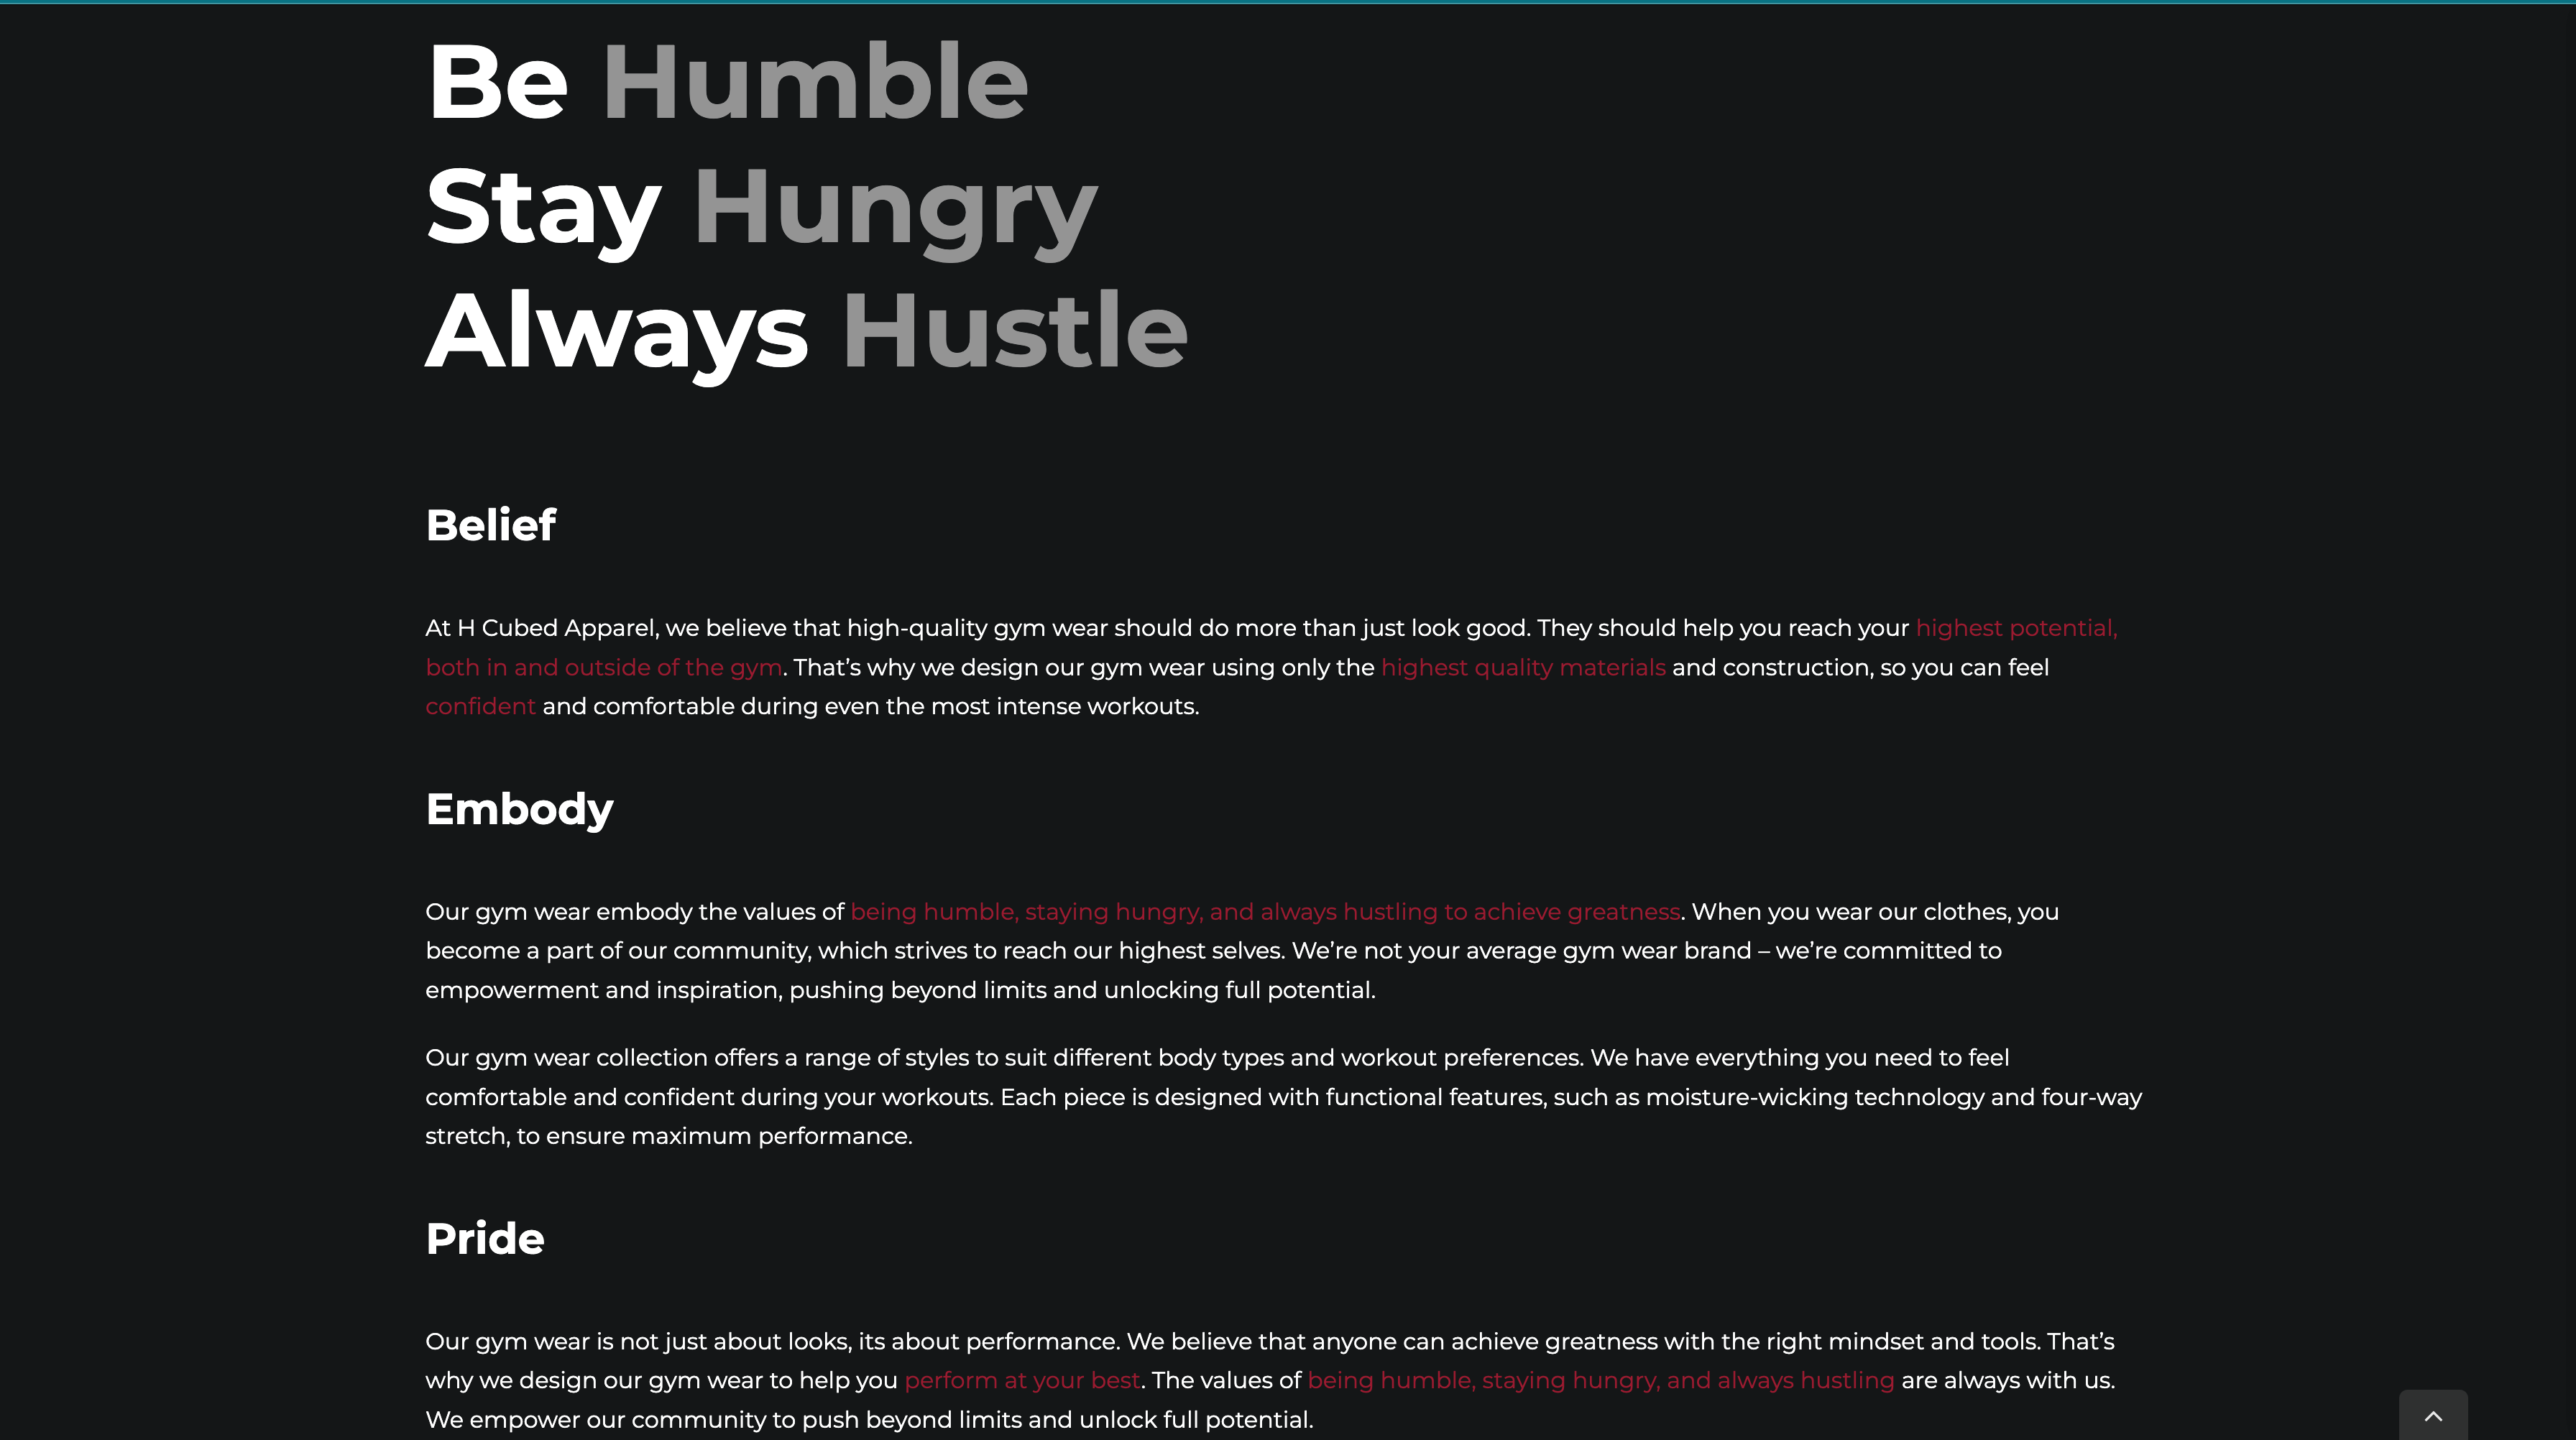 Be Humble
Stay Hungry
Always Hustle
Belief
At H Cubed Apparel, we believe that high-quality gym wear should do more than just look good. They should help you reach your highest potential,
both in and outside of the gym. That’s why we design our gym wear using only the highest quality materials and construction, so you can feel
confident and comfortable during even the most intense workouts.
Embody
Our gym wear embody the values of being humble, staying hungry, and always hustling to achieve greatness. When you wear our clothes, you
become a part of our community, which strives to reach our highest selves. We’re not your average gym wear brand – we’re committed to
empowerment and inspiration, pushing beyond limits and unlocking full potential.
Our gym wear collection offers a range of styles to suit different body types and workout preferences. We have everything you need to feel
comfortable and confident during your workouts. Each piece is designed with functional features, such as moisture-wicking technology and four-way
stretch, to ensure maximum performance.
Pride
Our gym wear is not just about looks, its about performance. We believe that anyone can achieve greatness with the right mindset and tools. That’s
why we design our gym wear to help you perform at your best. The values of being humble, staying hungry, and always hustling are always with us.
We empower our community to push beyond limits and unlock full potential.